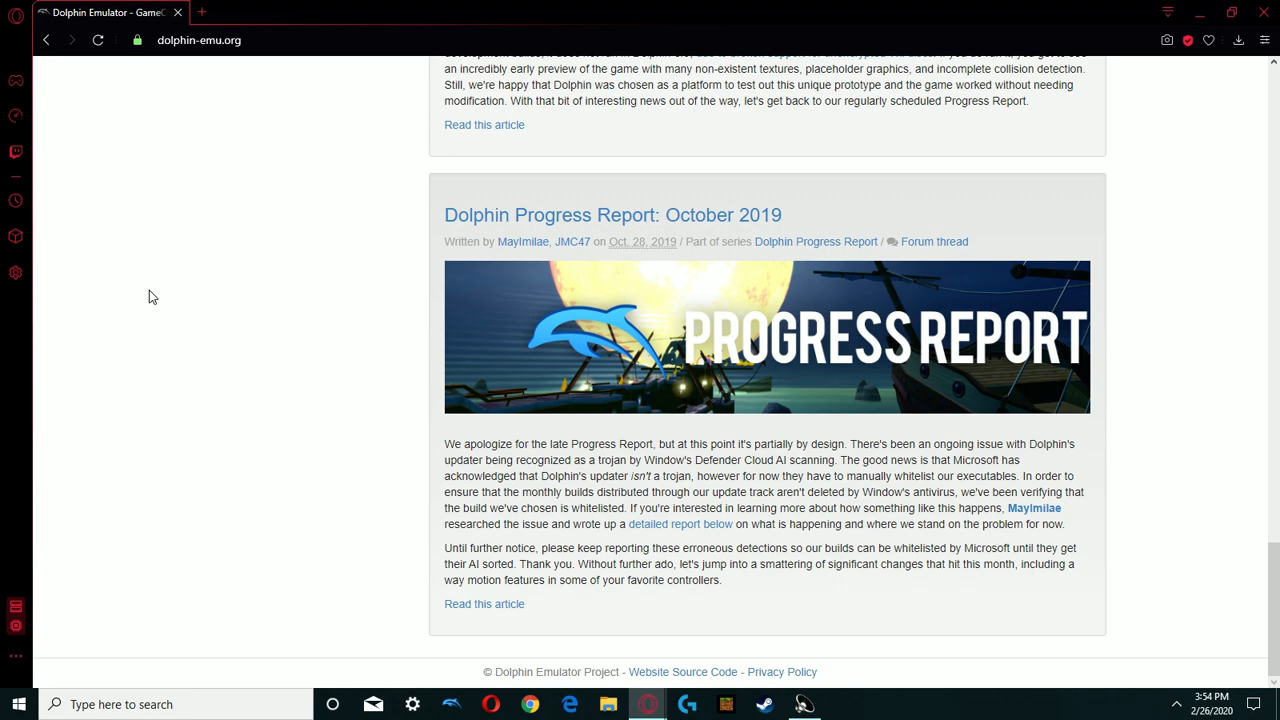 Dolphin Emulator - GameC
dolphin-emu.org
an incredibly early preview of the game with many non-existent textures, placeholder graphics, and incomplete collision detection.
Still, we're happy that Dolphin was chosen as a platform to test out this unique prototype and the game worked without needing
modification. With that bit of interesting news out of the way, let's get back to our regularly scheduled Progress Report.
Read this article
Dolphin Progress Report: October 2019
Written by MayImilae, JMC47 on Oct. 28, 2019 / Part of series Dolphin Progress Report / Forum thread
PROGRESS REPORT
We apologize for the late Progress Report, but at this point it's partially by design. There's been an ongoing issue with Dolphin's
updater being recognized as a trojan by Window's Defender Cloud AI scanning. The good news is that Microsoft has
acknowledged that Dolphin's updater isn't a trojan, however for now they have to manually whitelist our executables. In order to
ensure that the monthly builds distributed through our update track aren't deleted by Window's antivirus, we've been verifying that
the build we've chosen is whitelisted. If you're interested in learning more about how something like this happens, MayImilae
researched the issue and wrote up a detailed report below on what is happening and where we stand on the problem for now.
Until further notice, please keep reporting these erroneous detections so our builds can be whitelisted by Microsoft until they get
their AI sorted. Thank you. Without further ado, let's jump into a smattering of significant changes that hit this month, including a
way motion features in some of your favorite controllers.
Read this article
© Dolphin Emulator Project - Website Source Code - Privacy Policy
Type here to search
3:54 PM
2/26/2020